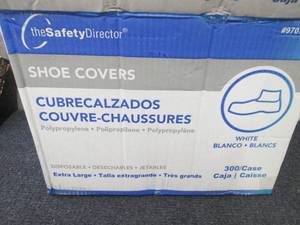 theSafetyDirector®
#970
SHOE COVERS
CUBRECALZADOS
COUVRE-CHAUSSURES
Polypropylene • Polipropileno • Polypropylène
WHITE
BLANCO • BLANCS
DISPOSABLE • DESECHABLES • JETABLES
Extra Large • Talla extragrande • Très grands
300/Case
Caja | Caisse